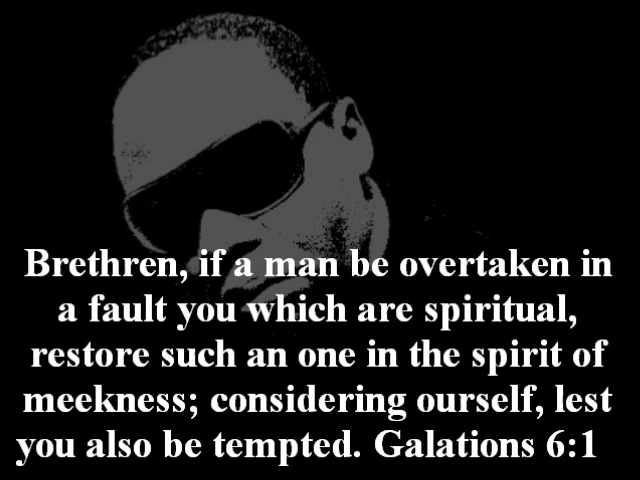 Brethren, if a man be overtaken in
a fault you which are spiritual,
restore such an one in the spirit of
meekness; considering ourself, lest
you also be tempted. Galations 6:1